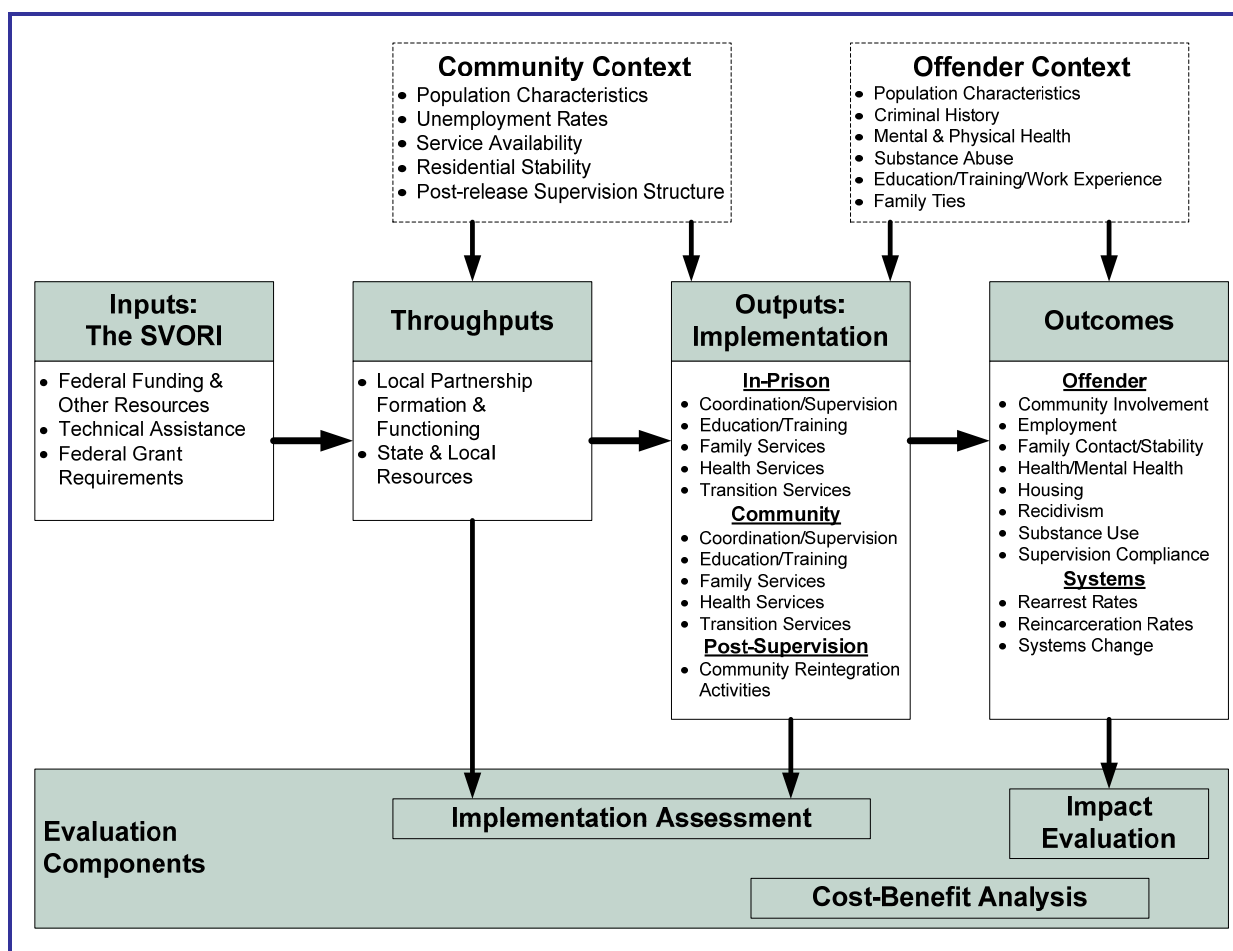 Community Context
• Population Characteristics
• Unemployment Rates
• Service Availability
• Residential Stability
• Post-release Supervision Structure
Offender Context
• Population Characteristics
• Criminal History
• Mental & Physical Health
• Substance Abuse
• Education/Training/Work Experience
• Family Ties
Inputs:
The SVORI
• Federal Funding &
Other Resources
• Technical Assistance
• Federal Grant
Requirements
Throughputs
• Local Partnership
Formation &
Functioning
• State & Local
Resources
Outputs:
Implementation
In-Prison
• Coordination/Supervision
• Education/Training
• Family Services
• Health Services
• Transition Services
Community
• Coordination/Supervision
• Education/Training
• Family Services
• Health Services
• Transition Services
Post-Supervision
• Community Reintegration
Activities
Outcomes
Offender
• Community Involvement
• Employment
• Family Contact/Stability
• Health/Mental Health
• Housing
• Recidivism
• Substance Use
• Supervision Compliance
Systems
• Rearrest Rates
• Reincarceration Rates
• Systems Change
Evaluation
Components
Implementation Assessment
Impact
Evaluation
Cost-Benefit Analysis